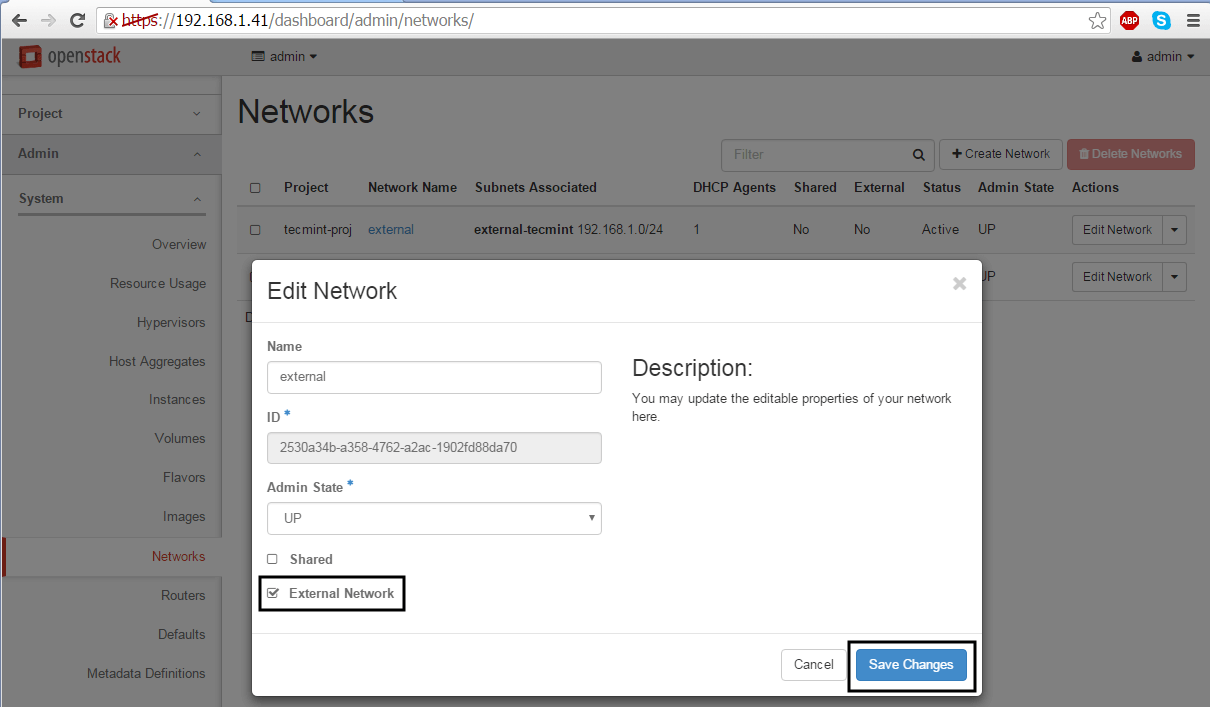 https://192.168.1.41/dashboard/admin/networks/
ABP
openstack
admin
admin
Project
Admin
System
Overview
Resource Usage
Hypervisors
Host Aggregates
Instances
Volumes
Flavors
Images
Networks
Routers
Defaults
Metadata Definitions
Networks
Filter
+ Create Network
Delete Networks
Project Network Name Subnets Associated DHCP Agents Shared External Status Admin State Actions
tecmint-proj external external-tecmint 192.168.1.0/24 1 No No Active UP Edit Network
UP Edit Network
Edit Network
Name
external
ID *
2530a34b-a358-4762-a2ac-1902fd88da70
Admin State *
UP
Shared
External Network
Description:
You may update the editable properties of your network
here.
Cancel
Save Changes